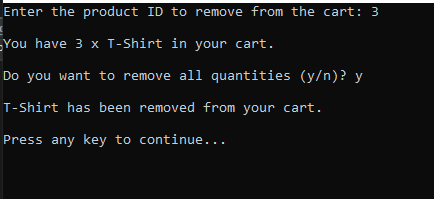 Enter the product ID to remove from the cart: 3
You have 3 x T-Shirt in your cart.
Do you want to remove all quantities (y/n)? y
T-Shirt has been removed from your cart.
Press any key to continue...